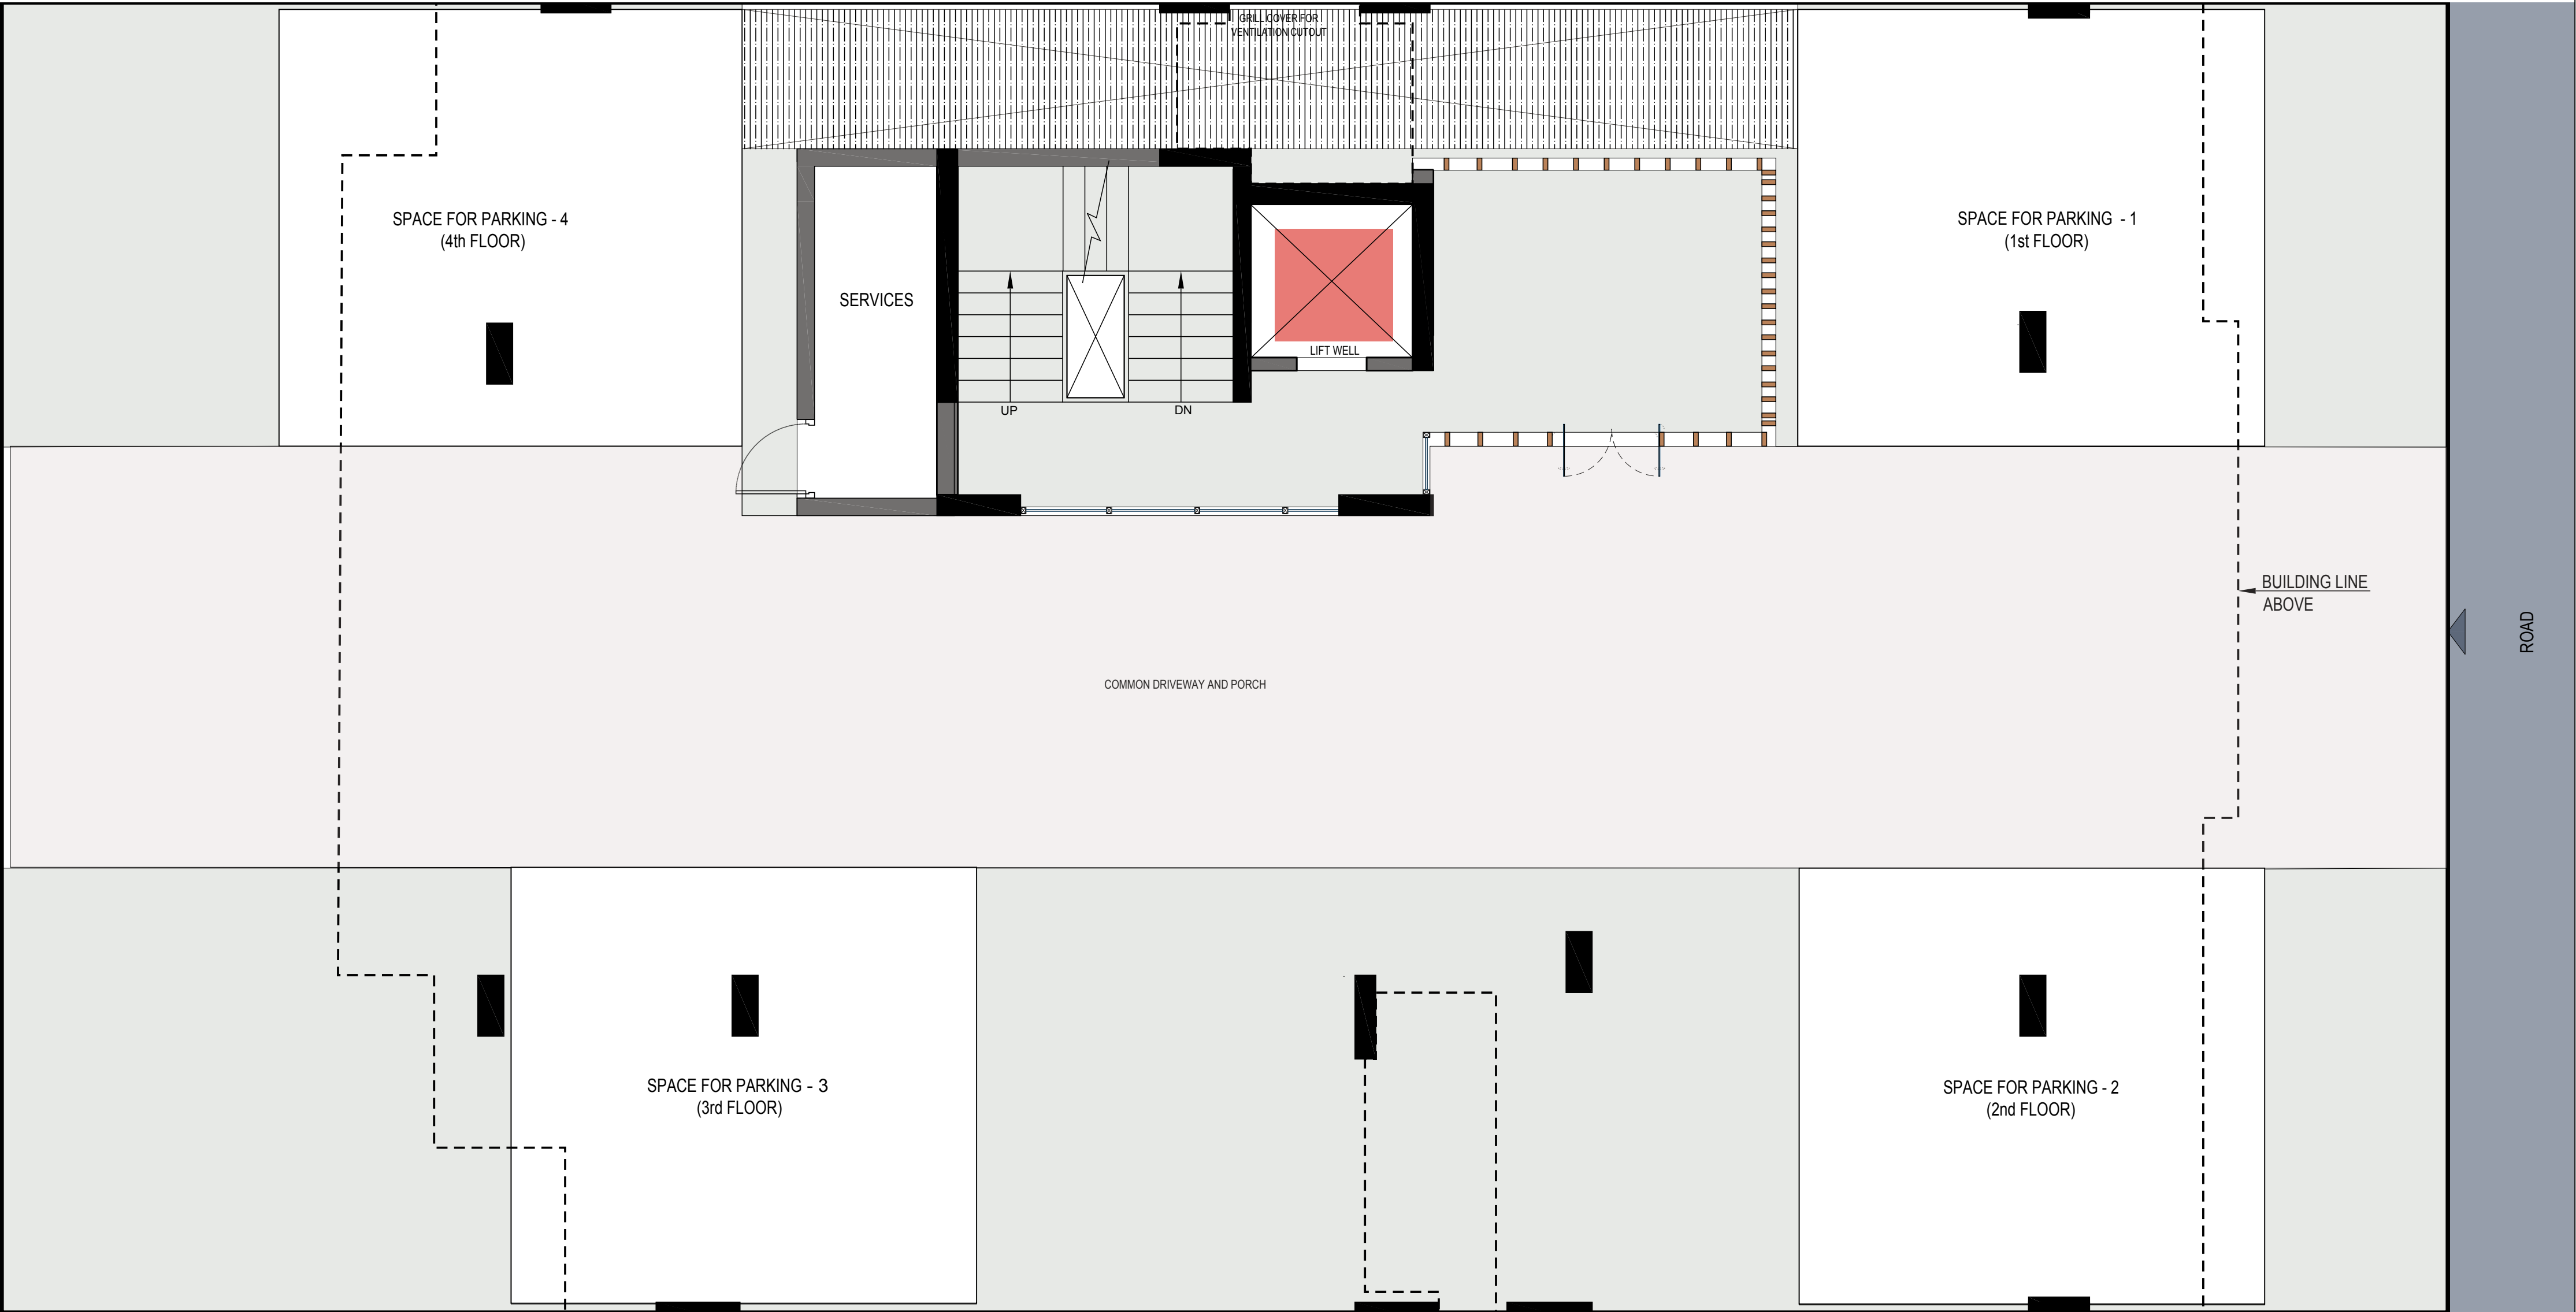 GRILL COVER FOR
VENTILATION CUTOUT
SPACE FOR PARKING - 4
(4th FLOOR)
SPACE FOR PARKING - 1
(1st FLOOR)
SERVICES
LIFT WELL
UP
DN
BUILDING LINE
ABOVE
ROAD
COMMON DRIVEWAY AND PORCH
SPACE FOR PARKING - 3
(3rd FLOOR)
SPACE FOR PARKING - 2
(2nd FLOOR)